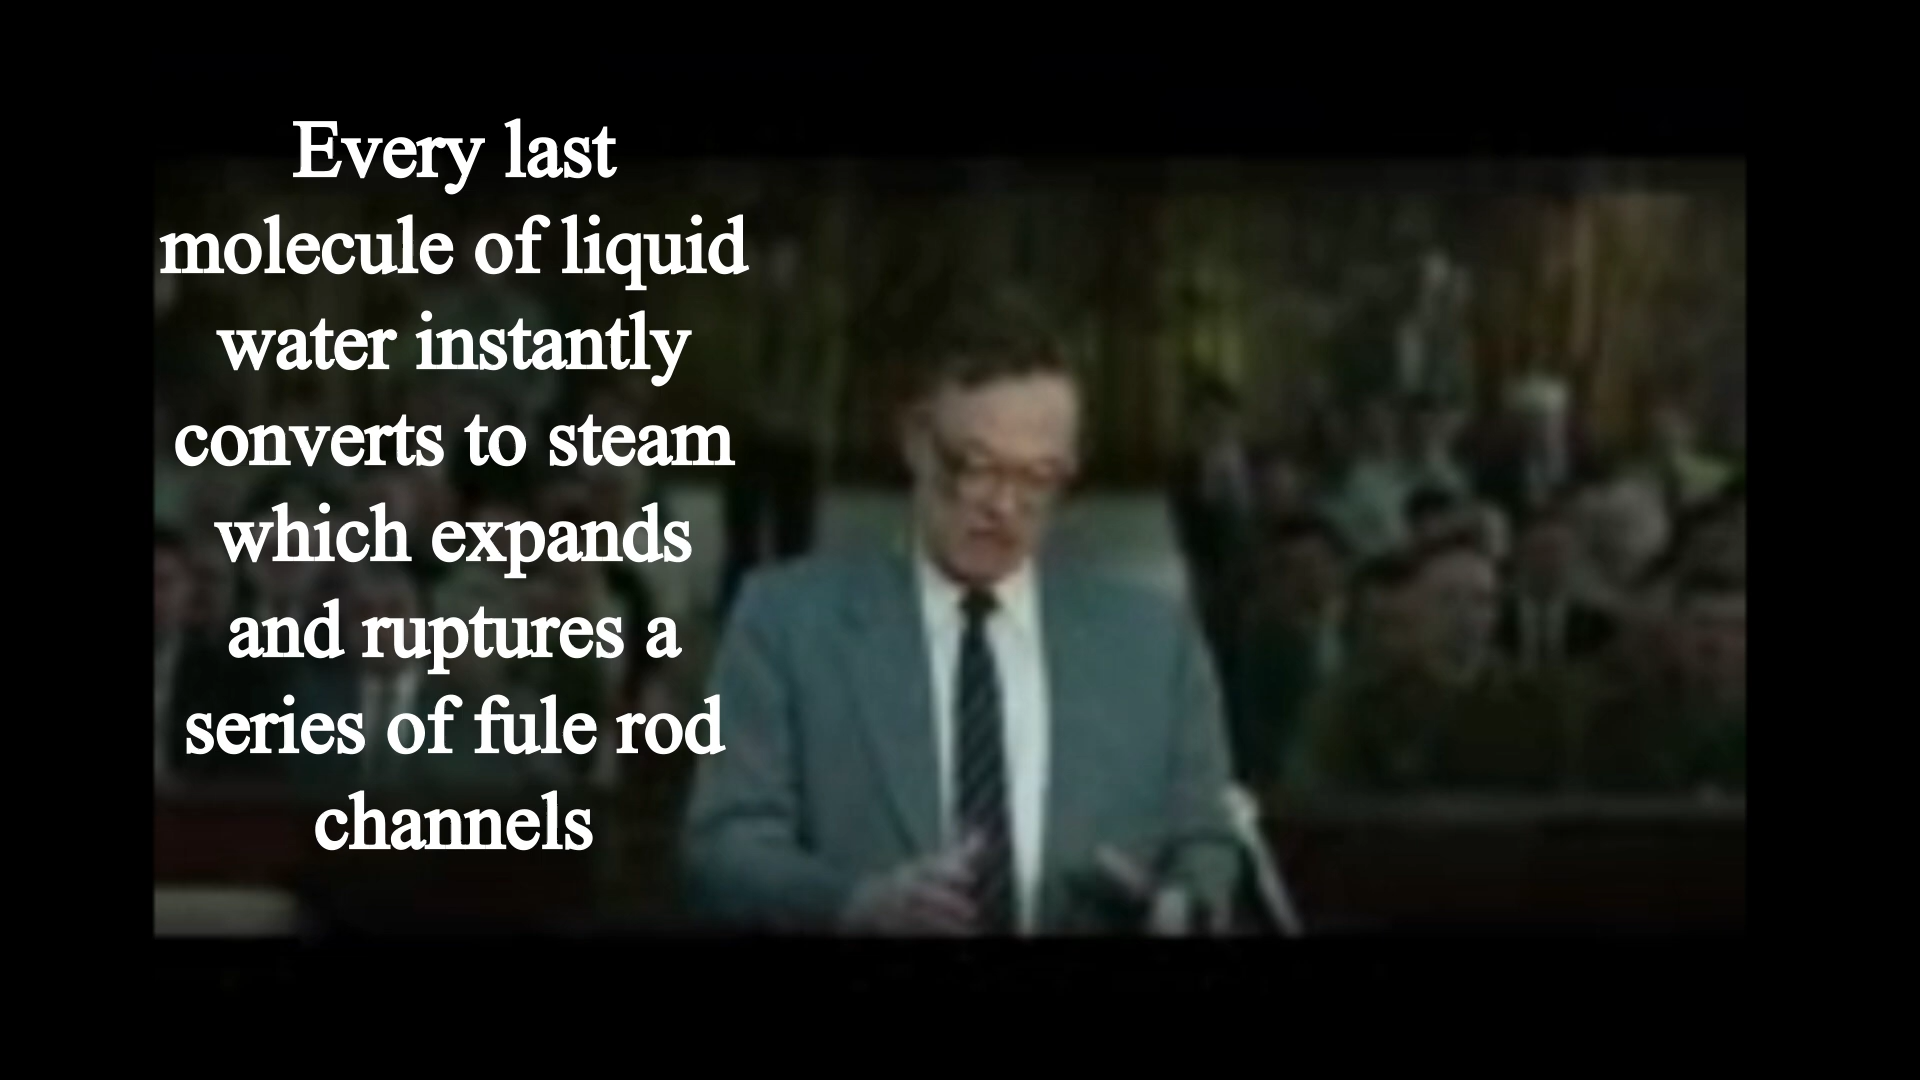 Every last
molecule of liquid
water instantly
converts to steam
which expands
and ruptures a
series of fule rod
channels